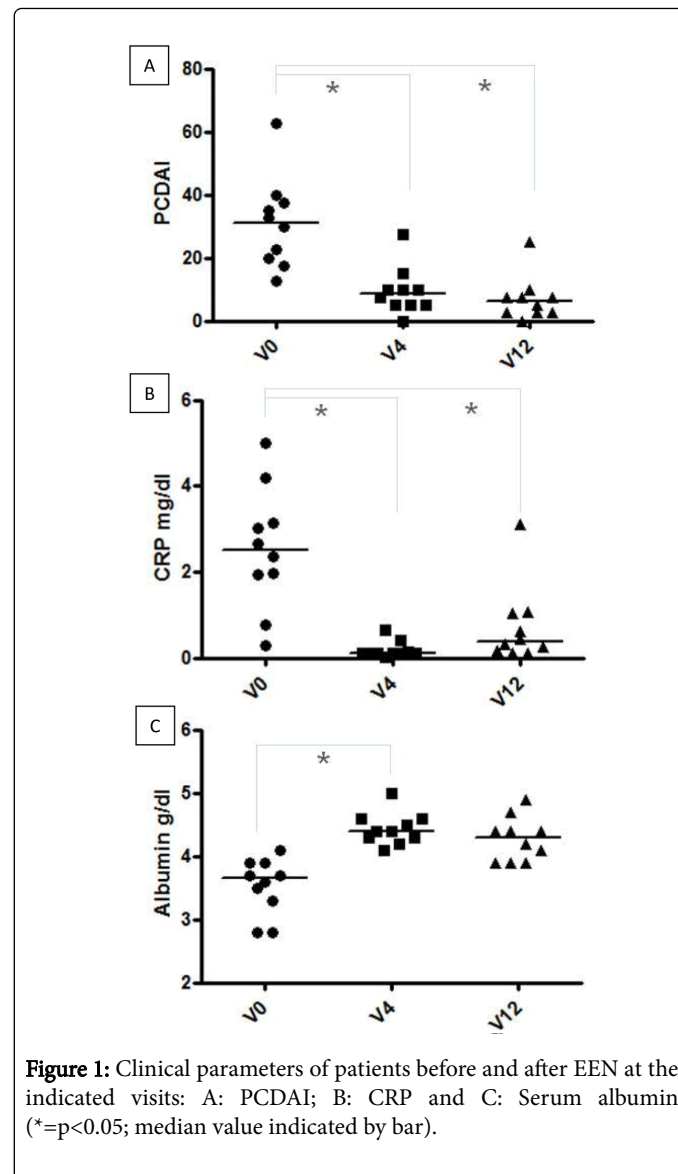 A
80
60
40
20
0
PCDAI
*
*
V0
V4
V12
B
6
4
2
0
CRP mg/dl
*
*
V0
V4
V12
C
6
5
4
3
2
Albumin g/dl
*
V0
V4
V12
Figure 1: Clinical parameters of patients before and after EEN at the
indicated visits: A: PCDAI; B: CRP and C: Serum albumin
(*=p<0.05; median value indicated by bar).